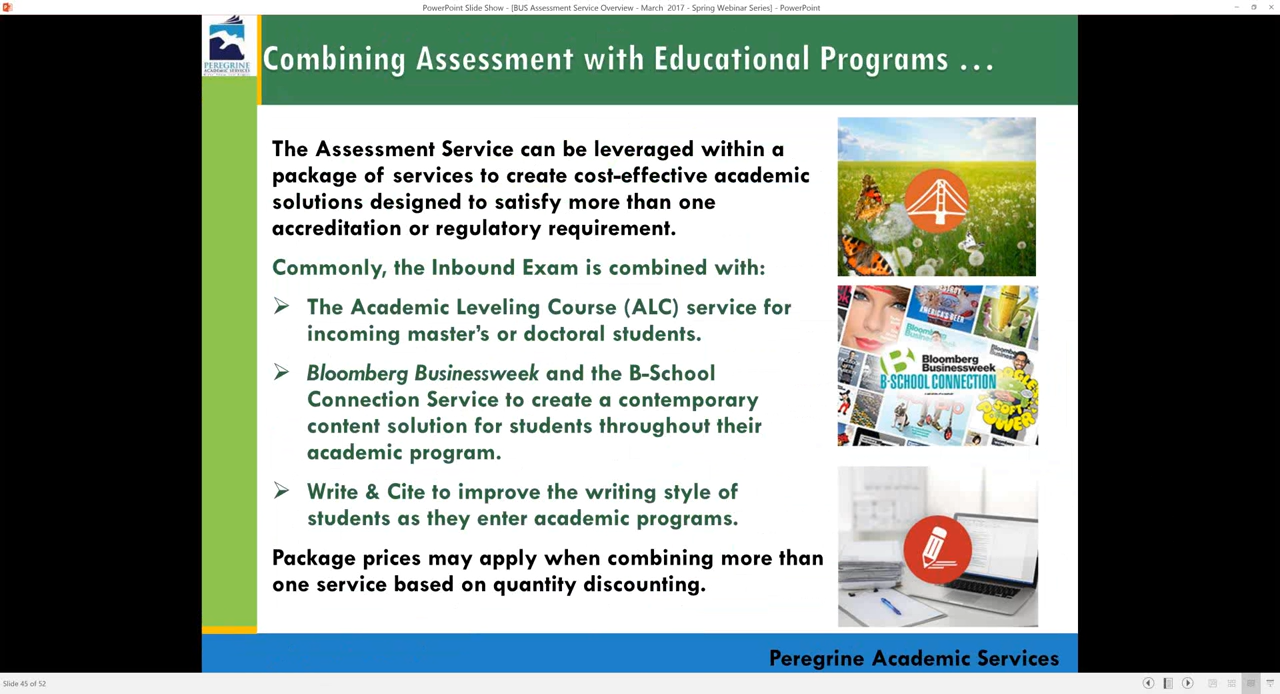 PowerPoint Slide Show - [BUS Assessment Service Overview - March 2017 - Spring Webinar Series] - PowerPoint
PEREGRINE
ACADEMIC SERVICES
Combining Assessment with Educational Programs ...
The Assessment Service can be leveraged within a
package of services to create cost-effective academic
solutions designed to satisfy more than one
accreditation or regulatory requirement.
Commonly, the Inbound Exam is combined with:
The Academic Leveling Course (ALC) service for
incoming master's or doctoral students.
Bloomberg Businessweek and the B-School
Connection Service to create a contemporary
content solution for students throughout their
academic program.
Write & Cite to improve the writing style of
students as they enter academic programs.
Package prices may apply when combining more than
one service based on quantity discounting.
AMERICA'S BEER
Bloomberg
Businessweek
B-SCHOOL CONNECTION
Peregrine Academic Services
Slide 45 of 52